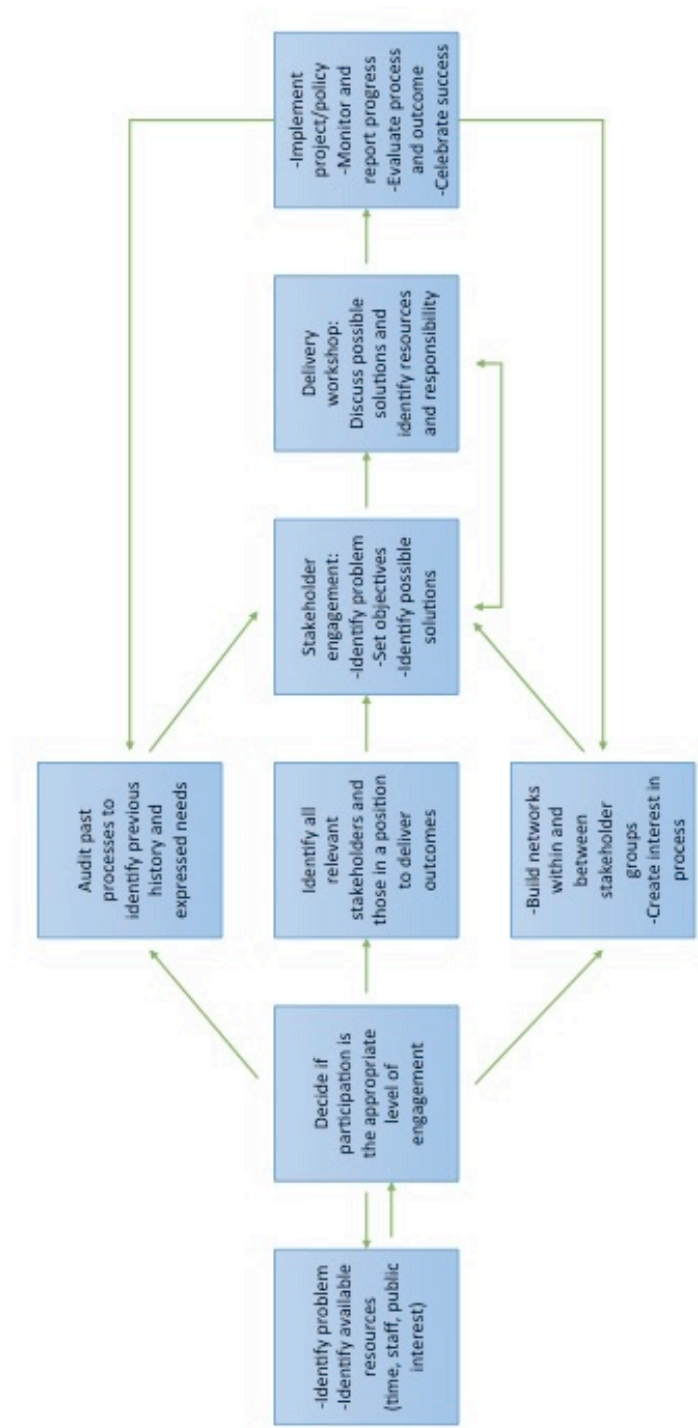 -Identify problem
-Identify available
resources
(time, staff, public
interest)
Decide if
participation is
the appropriate
level of
engagement
Audit past
processes to
identify previous
history and
expressed needs
Identify all
relevant
stakeholders and
those in a position
to deliver
outcomes
-Build networks
within and
between
stakeholder
groups
-Create interest in
process
Stakeholder
engagement:
-Identify problem
-Set objectives
-Identify possible
solutions
Delivery
workshop:
Discuss possible
solutions and
identify resources
and responsibility
-Implement
project/policy
-Monitor and
report progress
-Evaluate process
and outcome
-Celebrate success